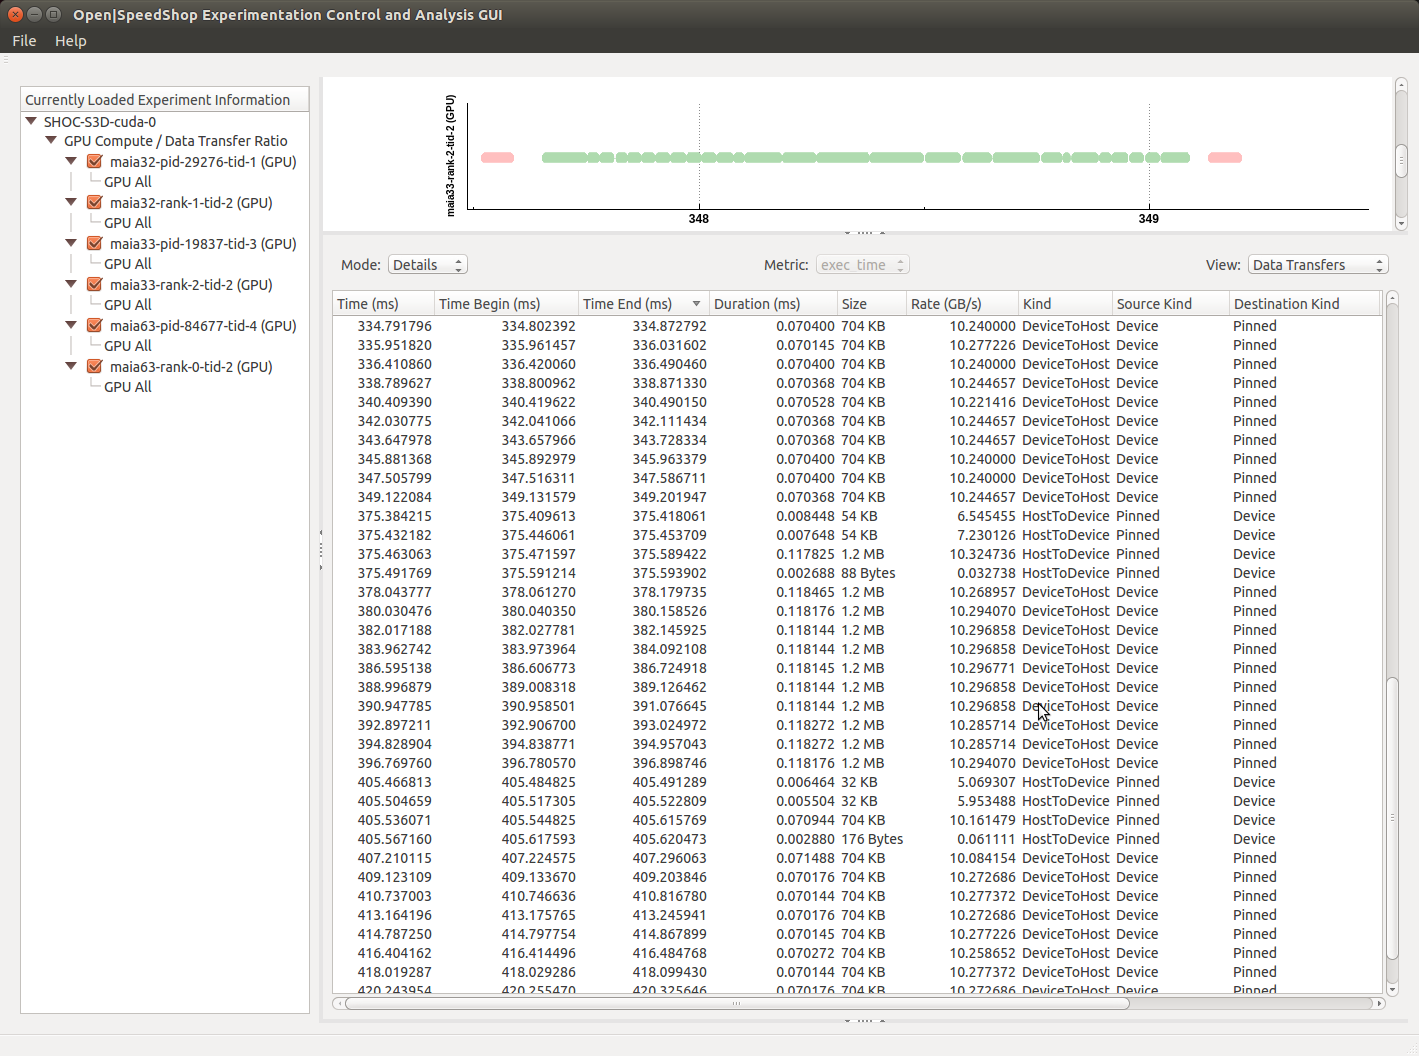 Open|SpeedShop Experimentation Control and Analysis GUI
File Help
Currently Loaded Experiment Information
SHOC-S3D-cuda-0
GPU Compute / Data Transfer Ratio
maia32-pid-29276-tid-1 (GPU)
GPU All
maia32-rank-1-tid-2 (GPU)
GPU All
maia33-pid-19837-tid-3 (GPU)
GPU All
maia33-rank-2-tid-2 (GPU)
GPU All
maia63-pid-84677-tid-4 (GPU)
GPU All
maia63-rank-0-tid-2 (GPU)
GPU All
maia33-rank-2-tid-2 (GPU)
348 349
Mode: Details Metric: exec_time View: Data Transfers
Time (ms) Time Begin (ms) Time End (ms) Duration (ms) Size Rate (GB/s) Kind Source Kind Destination Kind
334.791796 334.802392 334.872792 0.070400 704 KB 10.240000 DeviceToHost Device Pinned
335.951820 335.961457 336.031602 0.070145 704 KB 10.277226 DeviceToHost Device Pinned
336.410860 336.420060 336.490460 0.070400 704 KB 10.240000 DeviceToHost Device Pinned
338.789627 338.800962 338.871330 0.070368 704 KB 10.244657 DeviceToHost Device Pinned
340.409390 340.419622 340.490150 0.070528 704 KB 10.221416 DeviceToHost Device Pinned
342.030775 342.041066 342.111434 0.070368 704 KB 10.244657 DeviceToHost Device Pinned
343.647978 343.657966 343.728334 0.070368 704 KB 10.244657 DeviceToHost Device Pinned
345.881368 345.892979 345.963379 0.070400 704 KB 10.240000 DeviceToHost Device Pinned
347.505799 347.516311 347.586711 0.070400 704 KB 10.240000 DeviceToHost Device Pinned
349.122084 349.131579 349.201947 0.070368 704 KB 10.244657 DeviceToHost Device Pinned
375.384215 375.409613 375.418061 0.008448 54 KB 6.545455 HostToDevice Pinned Device
375.432182 375.446061 375.453709 0.007648 54 KB 7.230126 HostToDevice Pinned Device
375.463063 375.471597 375.589422 0.117825 1.2 MB 10.324736 HostToDevice Pinned Device
375.491769 375.591214 375.593902 0.002688 88 Bytes 0.032738 HostToDevice Pinned Device
378.043777 378.061270 378.179735 0.118465 1.2 MB 10.268957 DeviceToHost Device Pinned
380.030476 380.040350 380.158526 0.118176 1.2 MB 10.294070 DeviceToHost Device Pinned
382.017188 382.027781 382.145925 0.118144 1.2 MB 10.296858 DeviceToHost Device Pinned
383.962742 383.973964 384.092108 0.118144 1.2 MB 10.296858 DeviceToHost Device Pinned
386.595138 386.606773 386.724918 0.118145 1.2 MB 10.296771 DeviceToHost Device Pinned
388.996879 389.008318 389.126462 0.118144 1.2 MB 10.296858 DeviceToHost Device Pinned
390.947785 390.958501 391.076645 0.118144 1.2 MB 10.296858 DeviceToHost Device Pinned
392.897211 392.906700 393.024972 0.118272 1.2 MB 10.285714 DeviceToHost Device Pinned
394.828904 394.838771 394.957043 0.118272 1.2 MB 10.285714 DeviceToHost Device Pinned
396.769760 396.780570 396.898746 0.118176 1.2 MB 10.294070 DeviceToHost Device Pinned
405.466813 405.484825 405.491289 0.006464 32 KB 5.069307 HostToDevice Pinned Device
405.504659 405.517305 405.522809 0.005504 32 KB 5.953488 HostToDevice Pinned Device
405.536071 405.544825 405.615769 0.070944 704 KB 10.161479 HostToDevice Pinned Device
405.567160 405.617593 405.620473 0.002880 176 Bytes 0.061111 HostToDevice Pinned Device
407.210115 407.224575 407.296063 0.071488 704 KB 10.084154 DeviceToHost Device Pinned
409.123109 409.133670 409.203846 0.070176 704 KB 10.272686 DeviceToHost Device Pinned
410.737003 410.746636 410.816780 0.070144 704 KB 10.277372 DeviceToHost Device Pinned
413.164196 413.175765 413.245941 0.070176 704 KB 10.272686 DeviceToHost Device Pinned
414.787250 414.797754 414.867899 0.070145 704 KB 10.277226 DeviceToHost Device Pinned
416.404162 416.414496 416.484768 0.070272 704 KB 10.258652 DeviceToHost Device Pinned
418.019287 418.029286 418.099430 0.070144 704 KB 10.277372 DeviceToHost Device Pinned
420.243954 420.255470 420.325646 0.070176 704 KB 10.272686 DeviceToHost Device Pinned